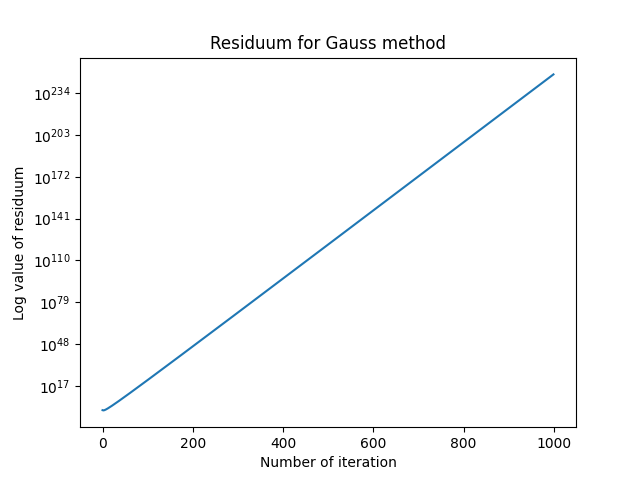 Residuum for Gauss method
Log value of residuum
10^234
10^203
10^172
10^141
10^110
10^79
10^48
10^17
0 200 400 600 800 1000
Number of iteration